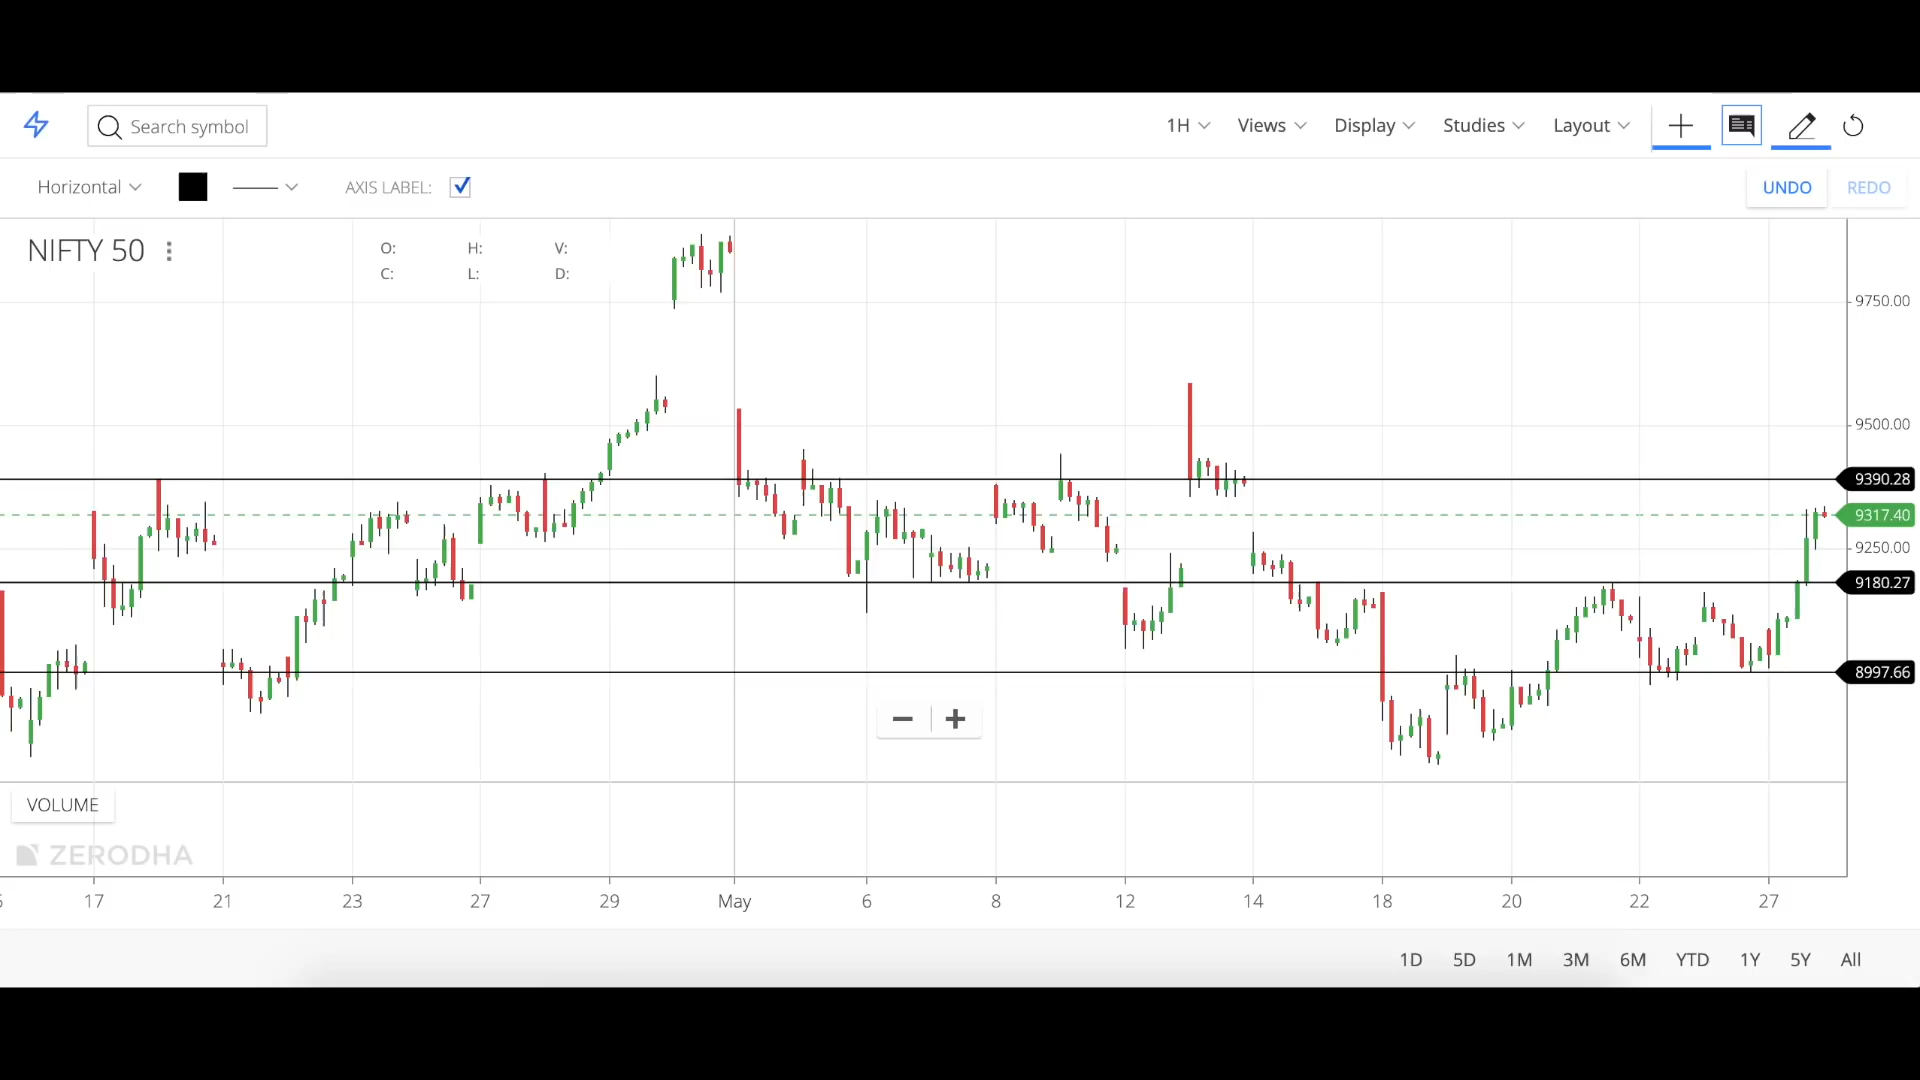 Search symbol
1H Views Display Studies Layout
Horizontal AXIS LABEL: UNDO REDO
NIFTY 50
O: H: V:
C: L: D:
9750.00
9500.00
9390.28
9317.40
9250.00
9180.27
8997.66
VOLUME
ZERODHA
17 21 23 27 29 May 6 8 12 14 18 20 22 27
1D 5D 1M 3M 6M YTD 1Y 5Y All